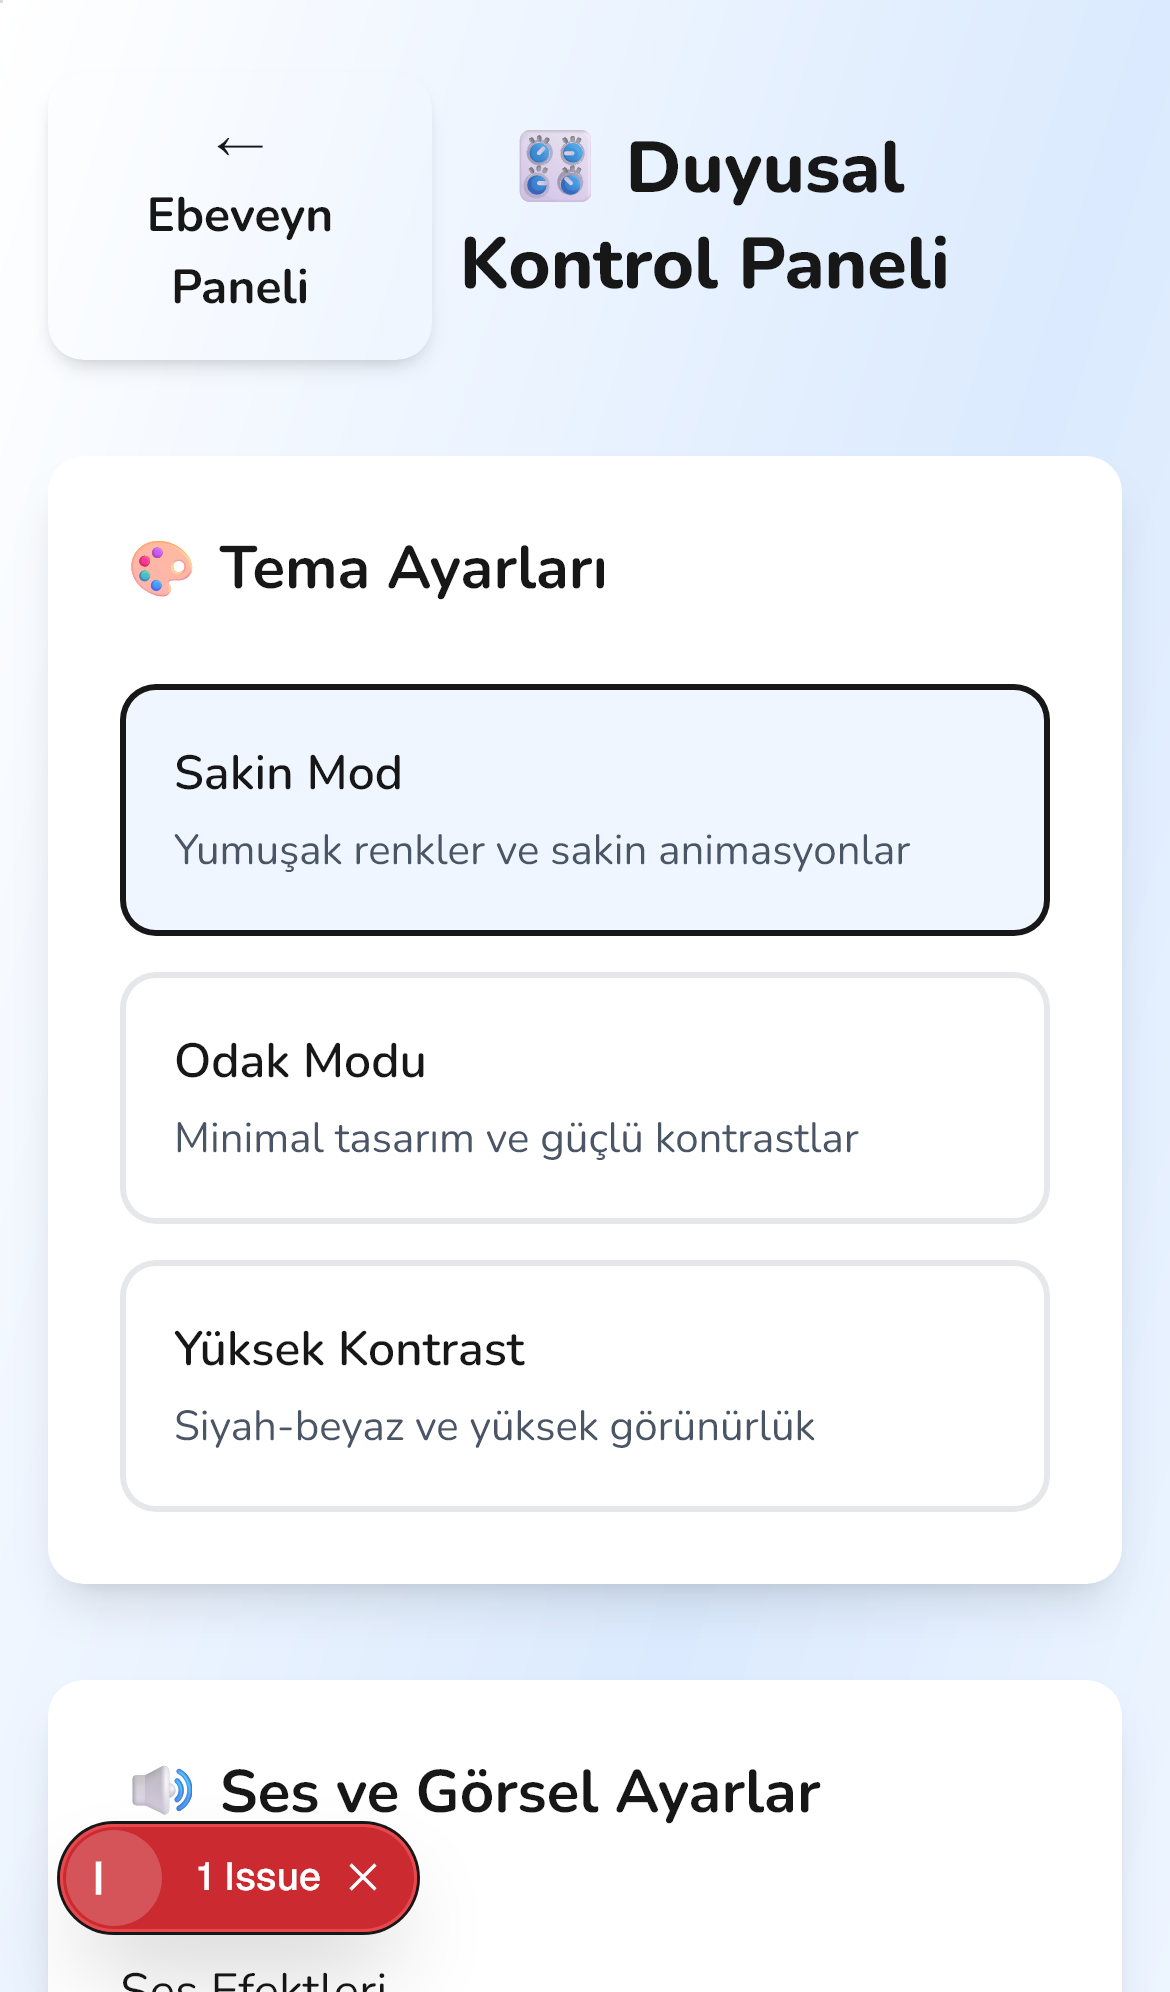 ←
Ebeveyn
Paneli
🎛️ Duyusal
Kontrol Paneli
🎨 Tema Ayarları
Sakin Mod
Yumuşak renkler ve sakin animasyonlar
Odak Modu
Minimal tasarım ve güçlü kontrastlar
Yüksek Kontrast
Siyah-beyaz ve yüksek görünürlük
🔊 Ses ve Görsel Ayarlar
1 Issue
Ses Efektleri